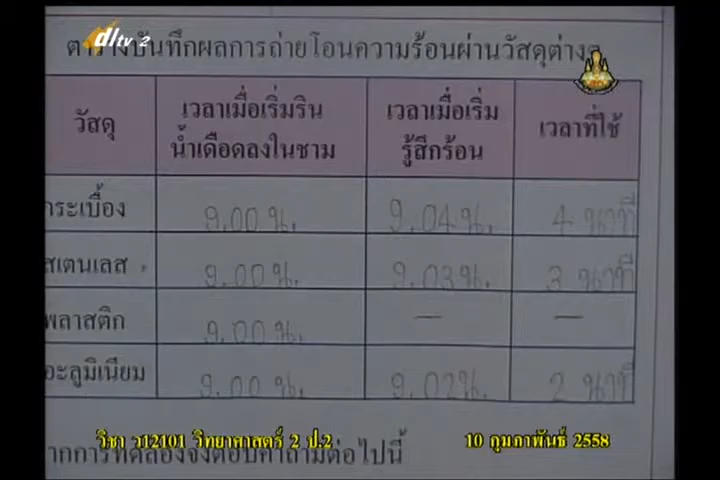 dltv 2
ตารางบันทึกผลการถ่ายโอนความร้อนผ่านวัสดุต่างๆ
วัสดุ เวลาเมื่อเริ่มริน น้ำเดือดลงในชาม เวลาเมื่อเริ่ม รู้สึกร้อน เวลาที่ใช้
กระเบื้อง 9.00 น. 9.04 น. 4 นาที
สเตนเลส 9.00 น. 9.03 น. 3 นาที
พลาสติก 9.00 น. — —
อะลูมิเนียม 9.00 น. 9.02 น. 2 นาที
วิชา ว12101 วิทยาศาสตร์ 2 ป.2 10 กุมภาพันธ์ 2558
ากการทดลองจงตอบคำถามต่อไปนี้